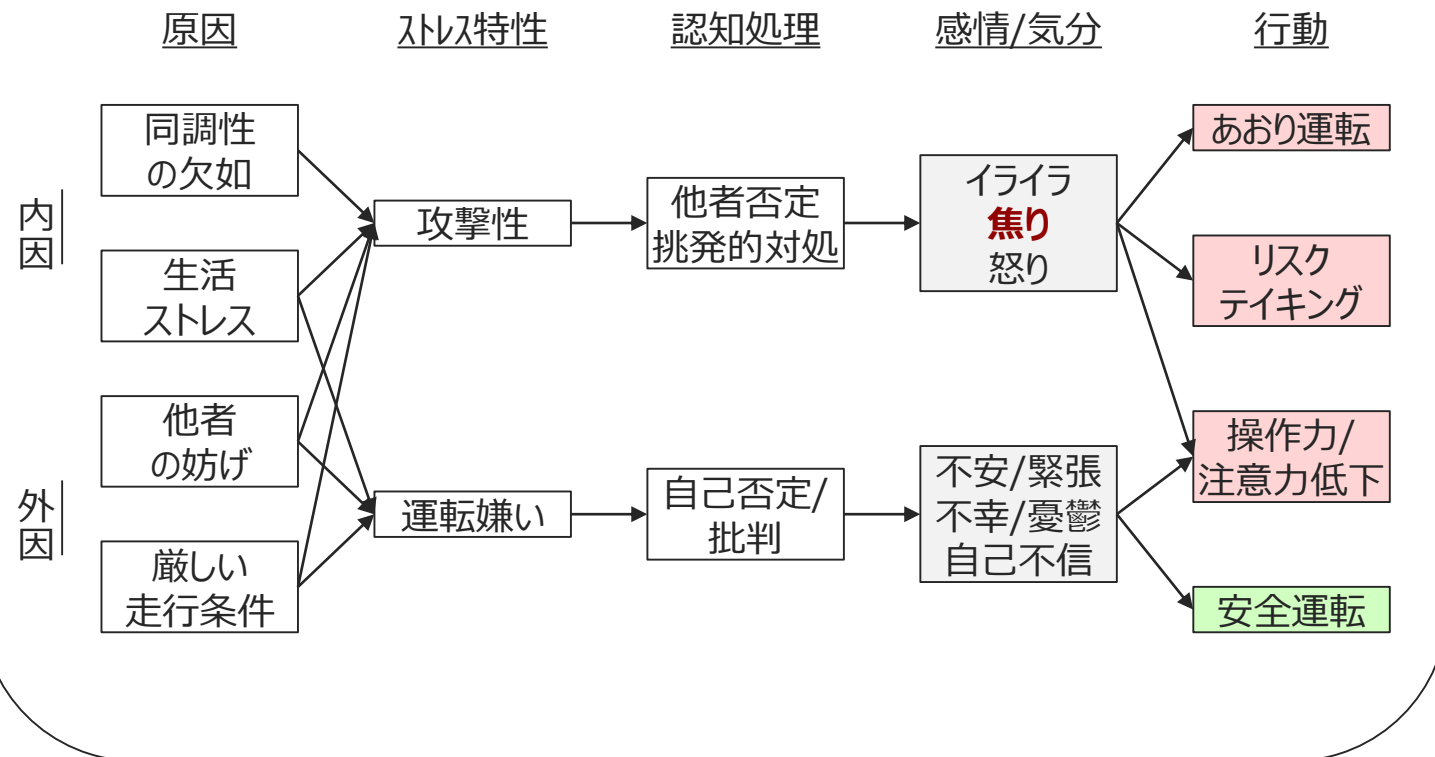 原因
ｽﾄﾚｽ特性
認知処理
感情/気分
行動
内
因
外
因
同調性
の欠如
生活
ストレス
他者
の妨げ
厳しい
走行条件
攻撃性
運転嫌い
他者否定
挑発的対処
自己否定/
批判
イライラ
焦り
怒り
不安/緊張
不幸/憂鬱
自己不信
あおり運転
リスク
テイキング
操作力/
注意力低下
安全運転